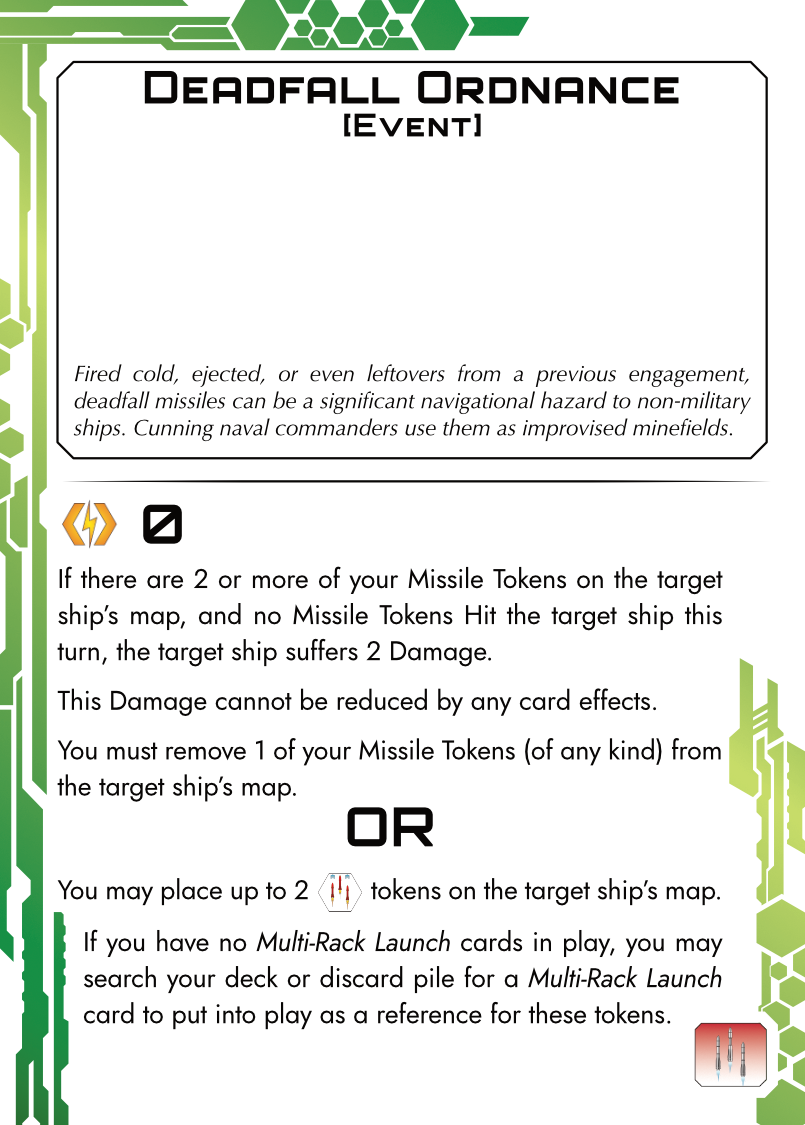 Deadfall Ordnance
[Event]
Fired cold, ejected, or even leftovers from a previous engagement,
deadfall missiles can be a significant navigational hazard to non-military
ships. Cunning naval commanders use them as improvised minefields.
0
If there are 2 or more of your Missile Tokens on the target
ship’s map, and no Missile Tokens Hit the target ship this
turn, the target ship suffers 2 Damage.
This Damage cannot be reduced by any card effects.
You must remove 1 of your Missile Tokens (of any kind) from
the target ship’s map.
OR
You may place up to 2 tokens on the target ship’s map.
If you have no Multi-Rack Launch cards in play, you may
search your deck or discard pile for a Multi-Rack Launch
card to put into play as a reference for these tokens.